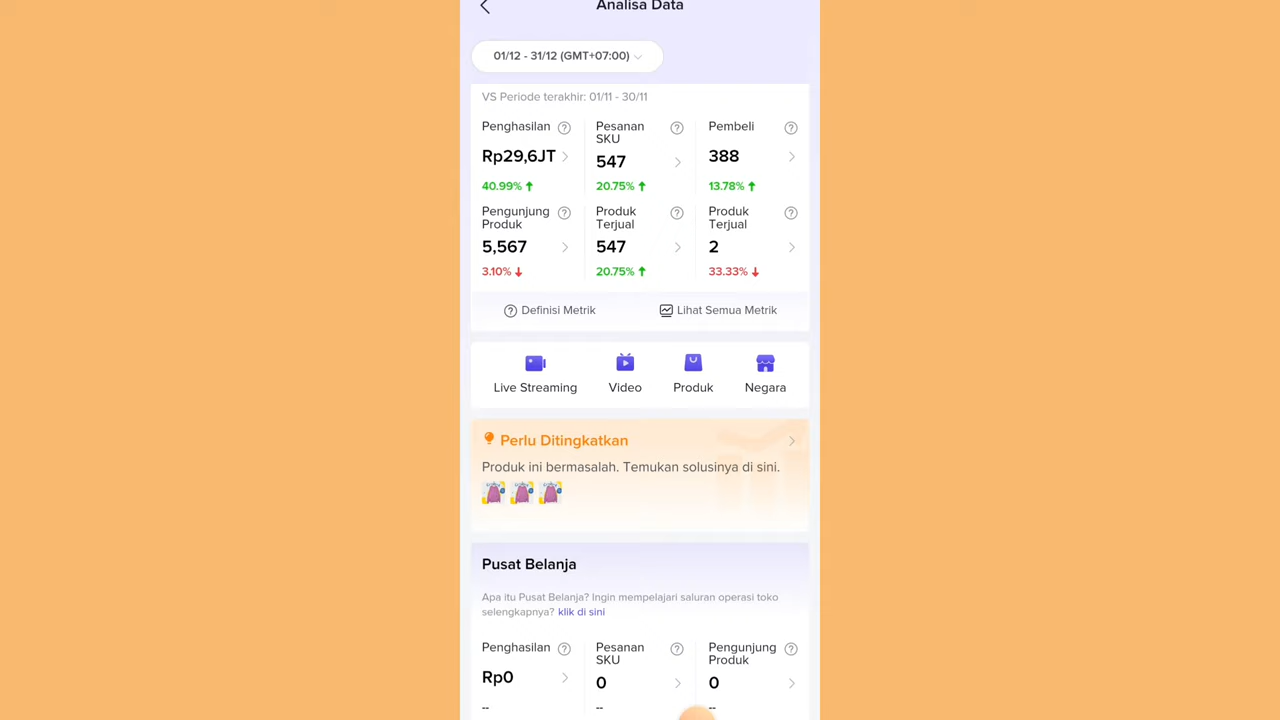 Analisa Data
01/12 - 31/12 (GMT+07:00)
VS Periode terakhir: 01/11 - 30/11
Penghasilan
Rp29,6JT
40.99%
Pesanan
SKU
547
20.75%
Pembeli
388
13.78%
Pengunjung
Produk
5,567
3.10%
Produk
Terjual
547
20.75%
Produk
Terjual
2
33.33%
Definisi Metrik
Lihat Semua Metrik
Live Streaming
Video
Produk
Negara
Perlu Ditingkatkan
Produk ini bermasalah. Temukan solusinya di sini.
Pusat Belanja
Apa itu Pusat Belanja? Ingin mempelajari saluran operasi toko
selengkapnya? klik di sini
Penghasilan
Rp0
--
Pesanan
SKU
0
--
Pengunjung
Produk
0
--